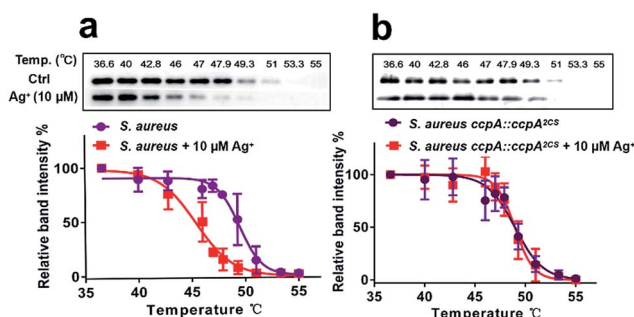 a
Temp. (°C) 36.6 40 42.8 46 47 47.9 49.3 51 53.3 55
Ctrl
Ag⁺ (10 μM)
S. aureus
S. aureus + 10 μM Ag⁺
Relative band intensity %
100
50
0
35 40 45 50 55 60
Temperature ℃
b
36.6 40 42.8 46 47 47.9 49.3 51 53.3 55
S. aureus ccpA::ccpA²ᶜˢ
S. aureus ccpA::ccpA²ᶜˢ + 10 μM Ag⁺
Relative band intensity %
100
50
0
35 40 45 50 55 60
Temperature ℃